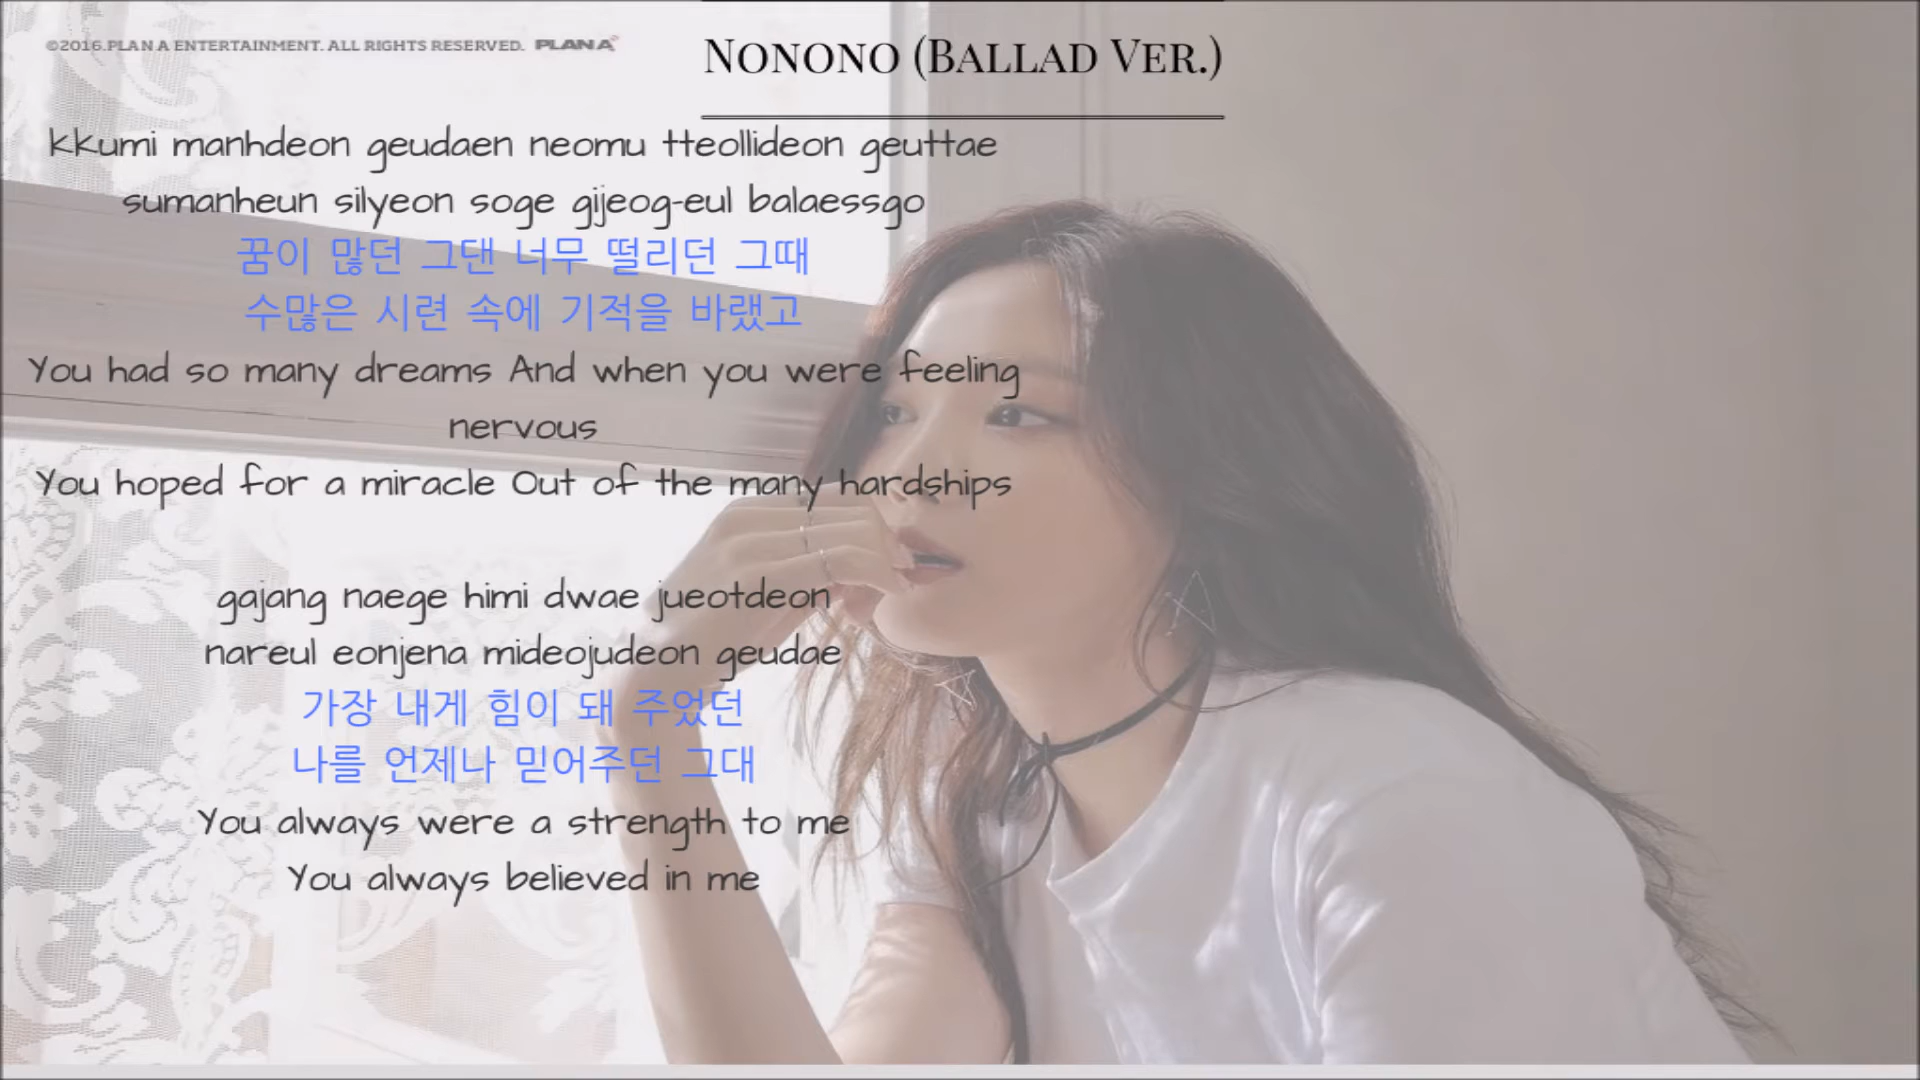 ©2016.PLAN A ENTERTAINMENT. ALL RIGHTS RESERVED. PLAN A
NONONO (BALLAD VER.)
kkumi manhdeon geudaen neomu tteollideon geuttae
sumanheun silyeon soge gijeog-eul balaessgo
꿈이 많던 그댄 너무 떨리던 그때
수많은 시련 속에 기적을 바랬고
You had so many dreams And when you were feeling
nervous
You hoped for a miracle Out of the many hardships
gajang naege himi dwae jueotdeon
nareul eonjena mideojudeon geudae
가장 내게 힘이 돼 주었던
나를 언제나 믿어주던 그대
You always were a strength to me
You always believed in me